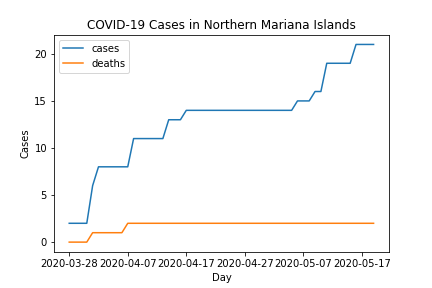 COVID-19 Cases in Northern Mariana Islands
cases
deaths
20
15
10
5
0
Cases
2020-03-28 2020-04-07 2020-04-17 2020-04-27 2020-05-07 2020-05-17
Day